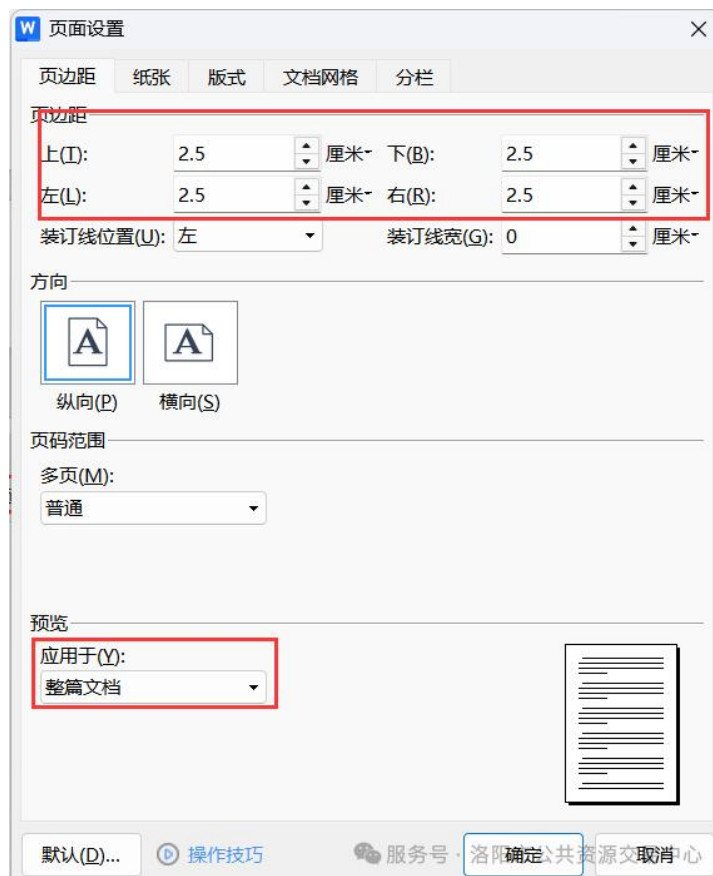 页面设置
页边距 纸张 版式 文档网格 分栏
页边距
上(T): 2.5 厘米 下(B): 2.5 厘米
左(L): 2.5 厘米 右(R): 2.5 厘米
装订线位置(U): 左 装订线宽(G): 0 厘米
方向
A A
纵向(P) 横向(S)
页码范围
多页(M):
普通
预览
应用于(Y):
整篇文档
默认(D)... 操作技巧 确定 取消
服务号 · 洛阳 公共资源交 中心